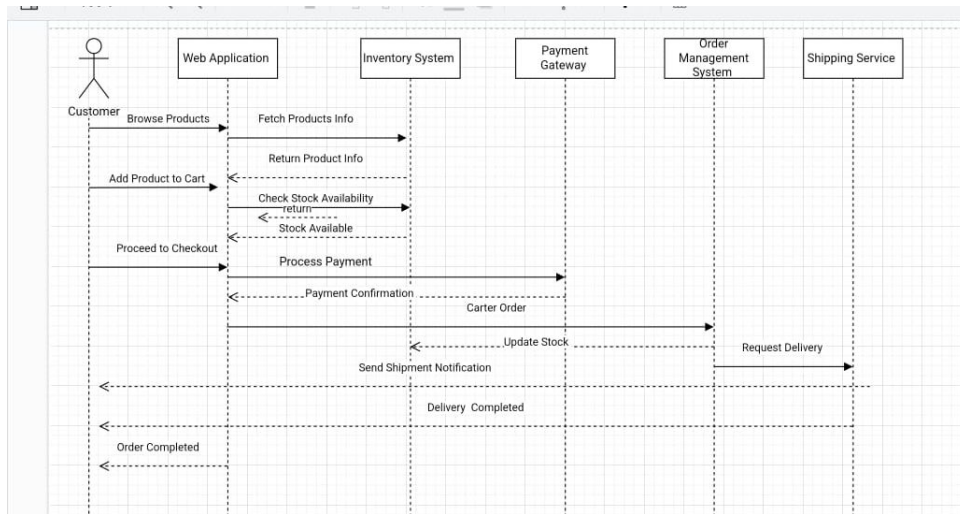 Web Application
Inventory System
Payment
Gateway
Order
Management
System
Shipping Service
Customer
Browse Products
Fetch Products Info
Return Product Info
Add Product to Cart
Check Stock Availability
return
Stock Available
Proceed to Checkout
Process Payment
Payment Confirmation
Carter Order
Update Stock
Request Delivery
Send Shipment Notification
Delivery Completed
Order Completed